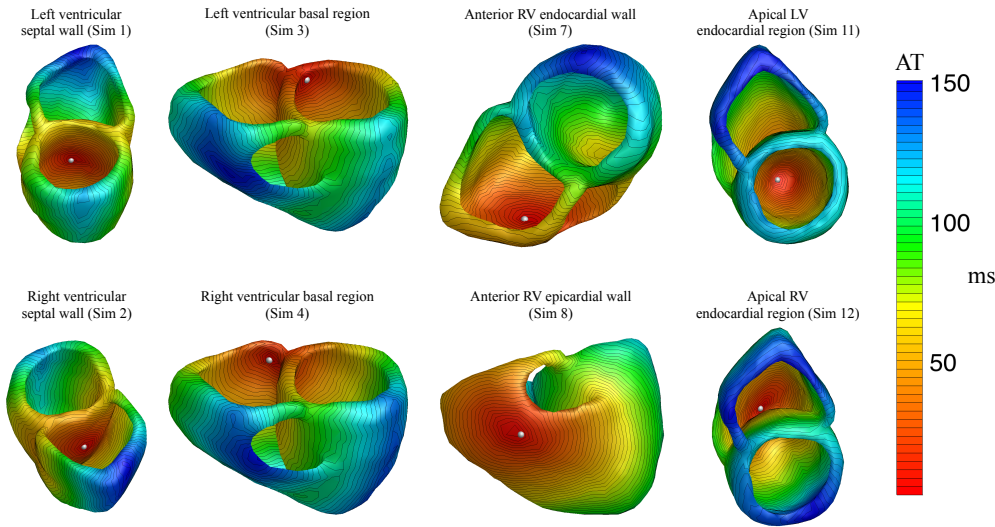 Left ventricular
septal wall (Sim 1)
Left ventricular basal region
(Sim 3)
Anterior RV endocardial wall
(Sim 7)
Apical LV
endocardial region (Sim 11)
AT
150
100
ms
50
Right ventricular
septal wall (Sim 2)
Right ventricular basal region
(Sim 4)
Anterior RV epicardial wall
(Sim 8)
Apical RV
endocardial region (Sim 12)